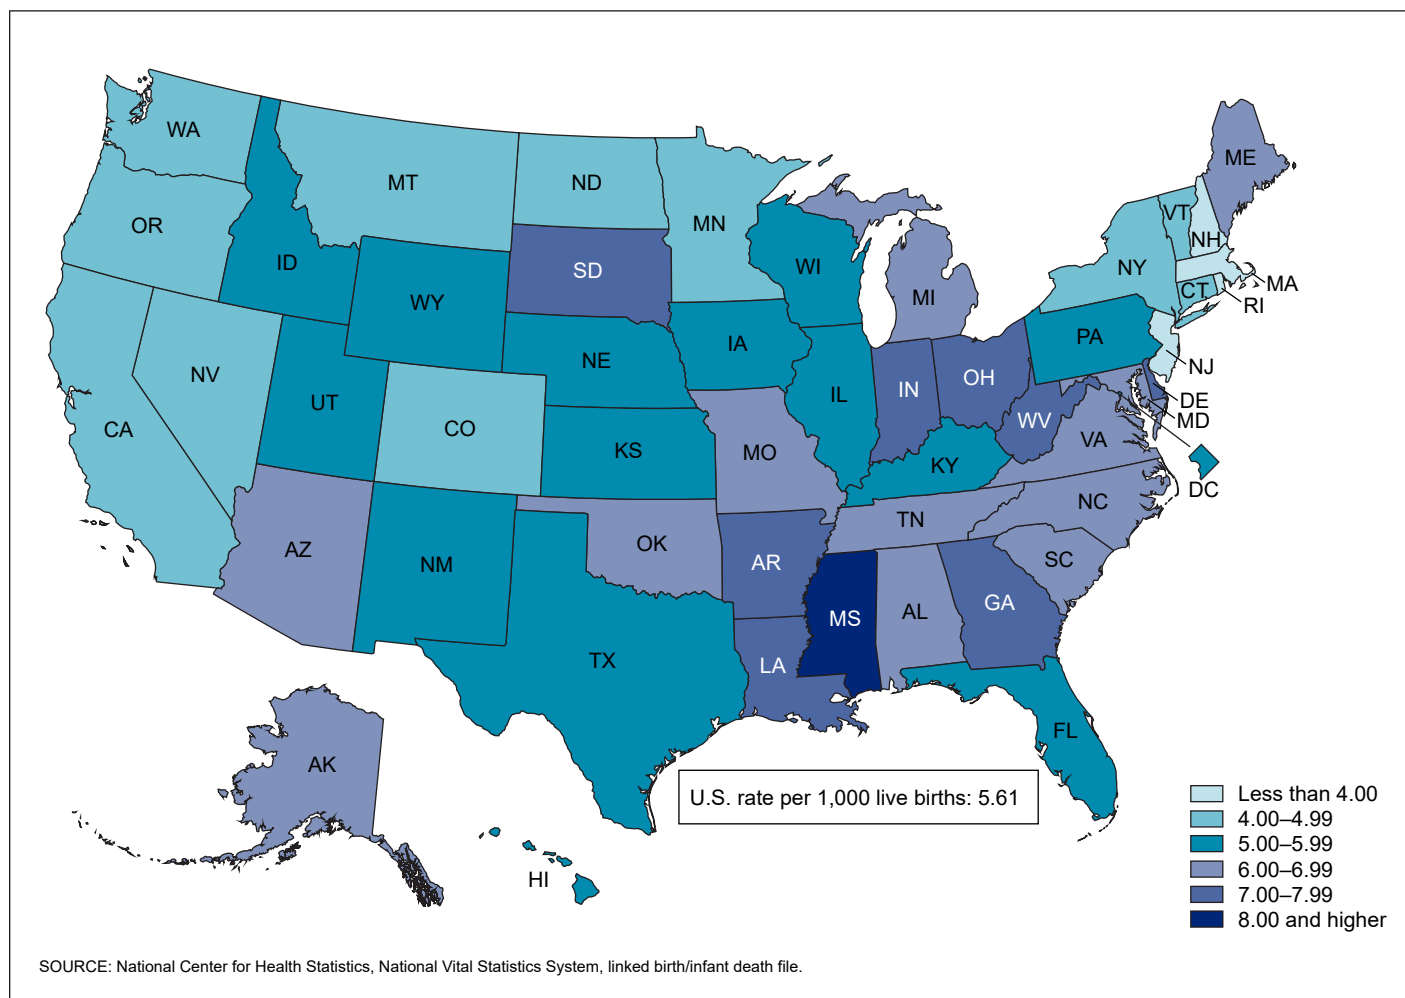 WA
MT
ND
MN
OR
ID
SD
WY
WI
MI
ME
VT
NH
NY
MA
CT
RI
NV
UT
NE
IA
PA
NJ
CA
CO
KS
MO
IL
IN
OH
WV
DE
MD
VA
KY
DC
AZ
NM
OK
AR
TN
NC
SC
MS
AL
GA
TX
LA
FL
AK
HI
U.S. rate per 1,000 live births: 5.61
Less than 4.00
4.00–4.99
5.00–5.99
6.00–6.99
7.00–7.99
8.00 and higher
SOURCE: National Center for Health Statistics, National Vital Statistics System, linked birth/infant death file.